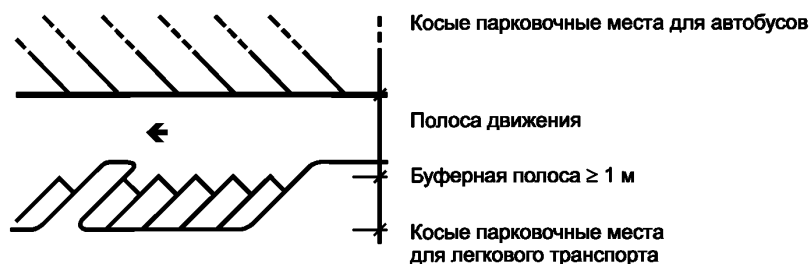 Косые парковочные места для автобусов
Полоса движения
Буферная полоса ≥ 1 м
Косые парковочные места
для легкового транспорта